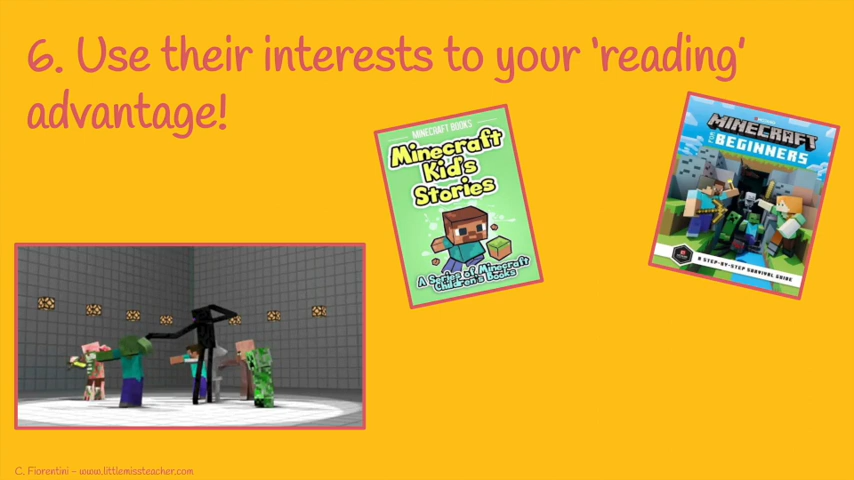 6. Use their interests to your 'reading'
advantage!
MINECRAFT BOOKS
Minecraft
Kid's
Stories
A Series of Minecraft
Children's Books
MINECRAFT
FOR
BEGINNERS
A STEP-BY-STEP SURVIVAL GUIDE
C. Fiorentini - www.littlemissteacher.com